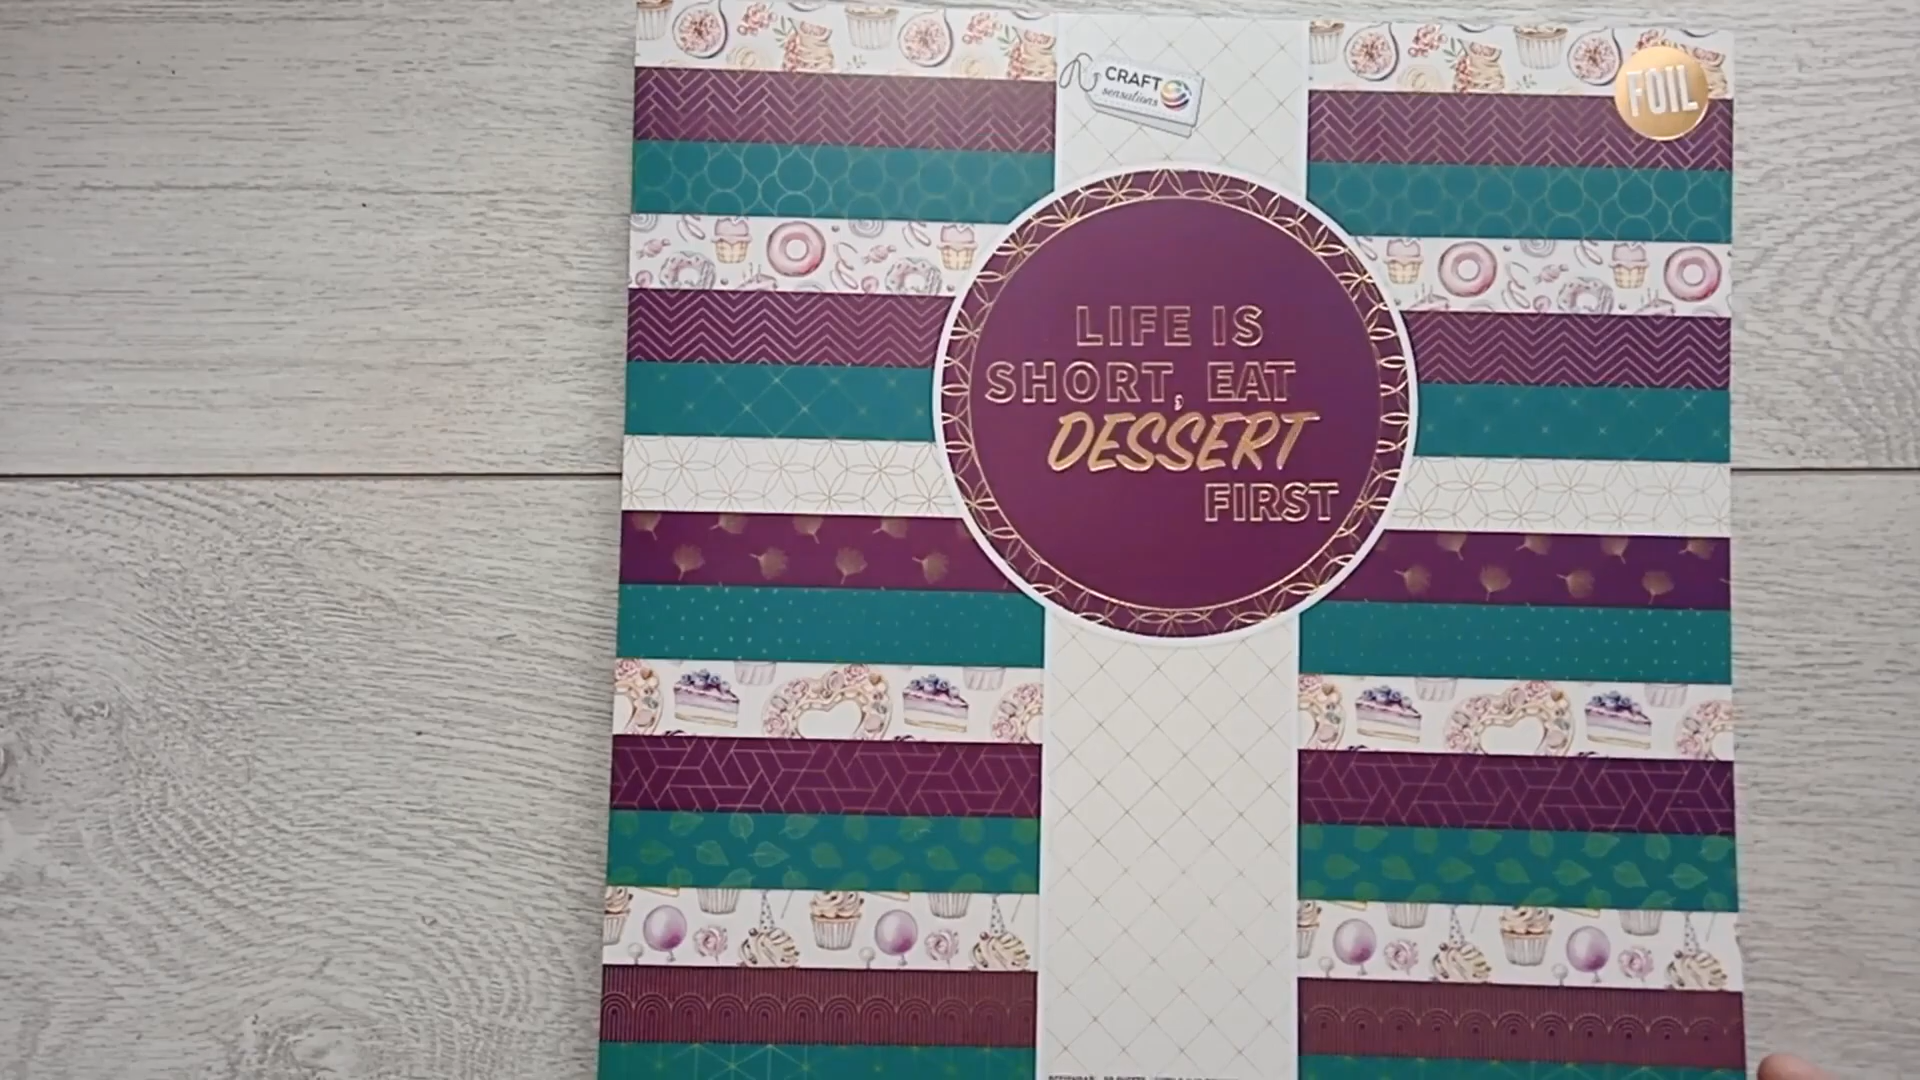 CRAFT
sensations
FOIL
LIFE IS
SHORT, EAT
DESSERT
FIRST